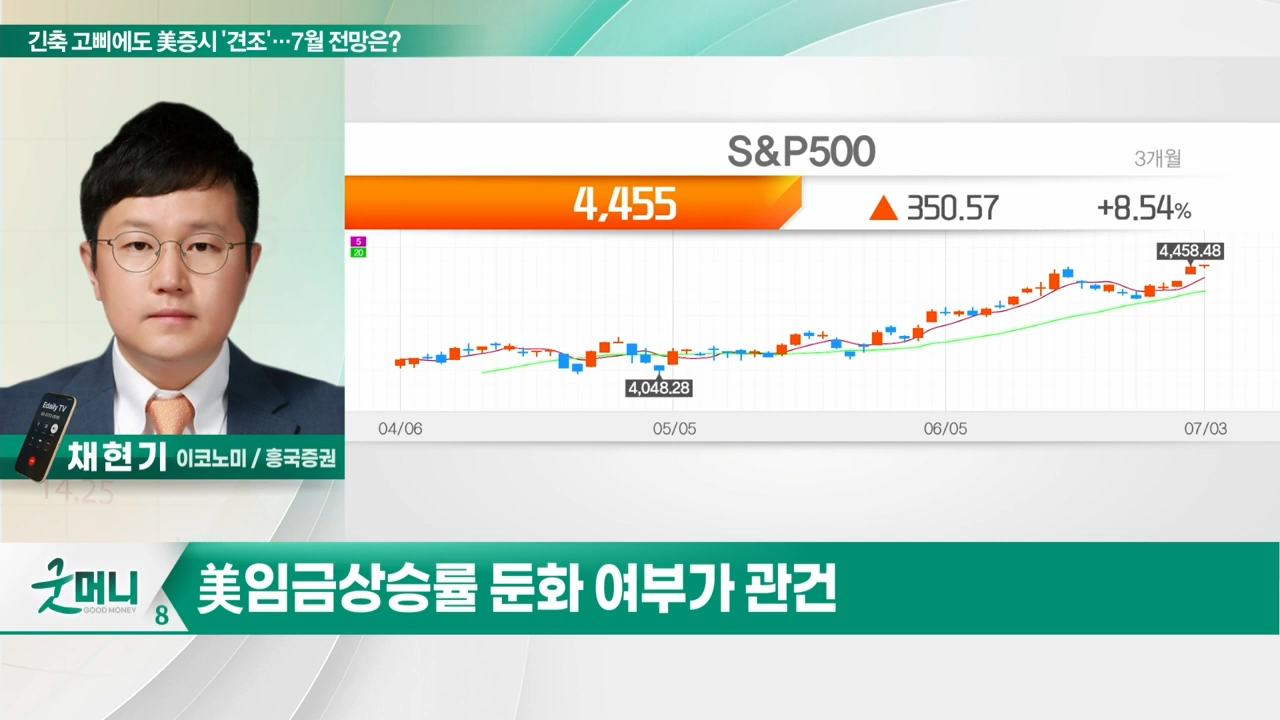 긴축 고삐에도 美증시 '견조'…7월 전망은?
S&P500
3개월
4,455
▲ 350.57
+8.54%
5
20
4,458.48
4,048.28
04/06
05/05
06/05
07/03
Edaily TV
채현기 이코노미 / 흥국증권
14.25
굿머니
GOOD MONEY
8
美임금상승률 둔화 여부가 관건